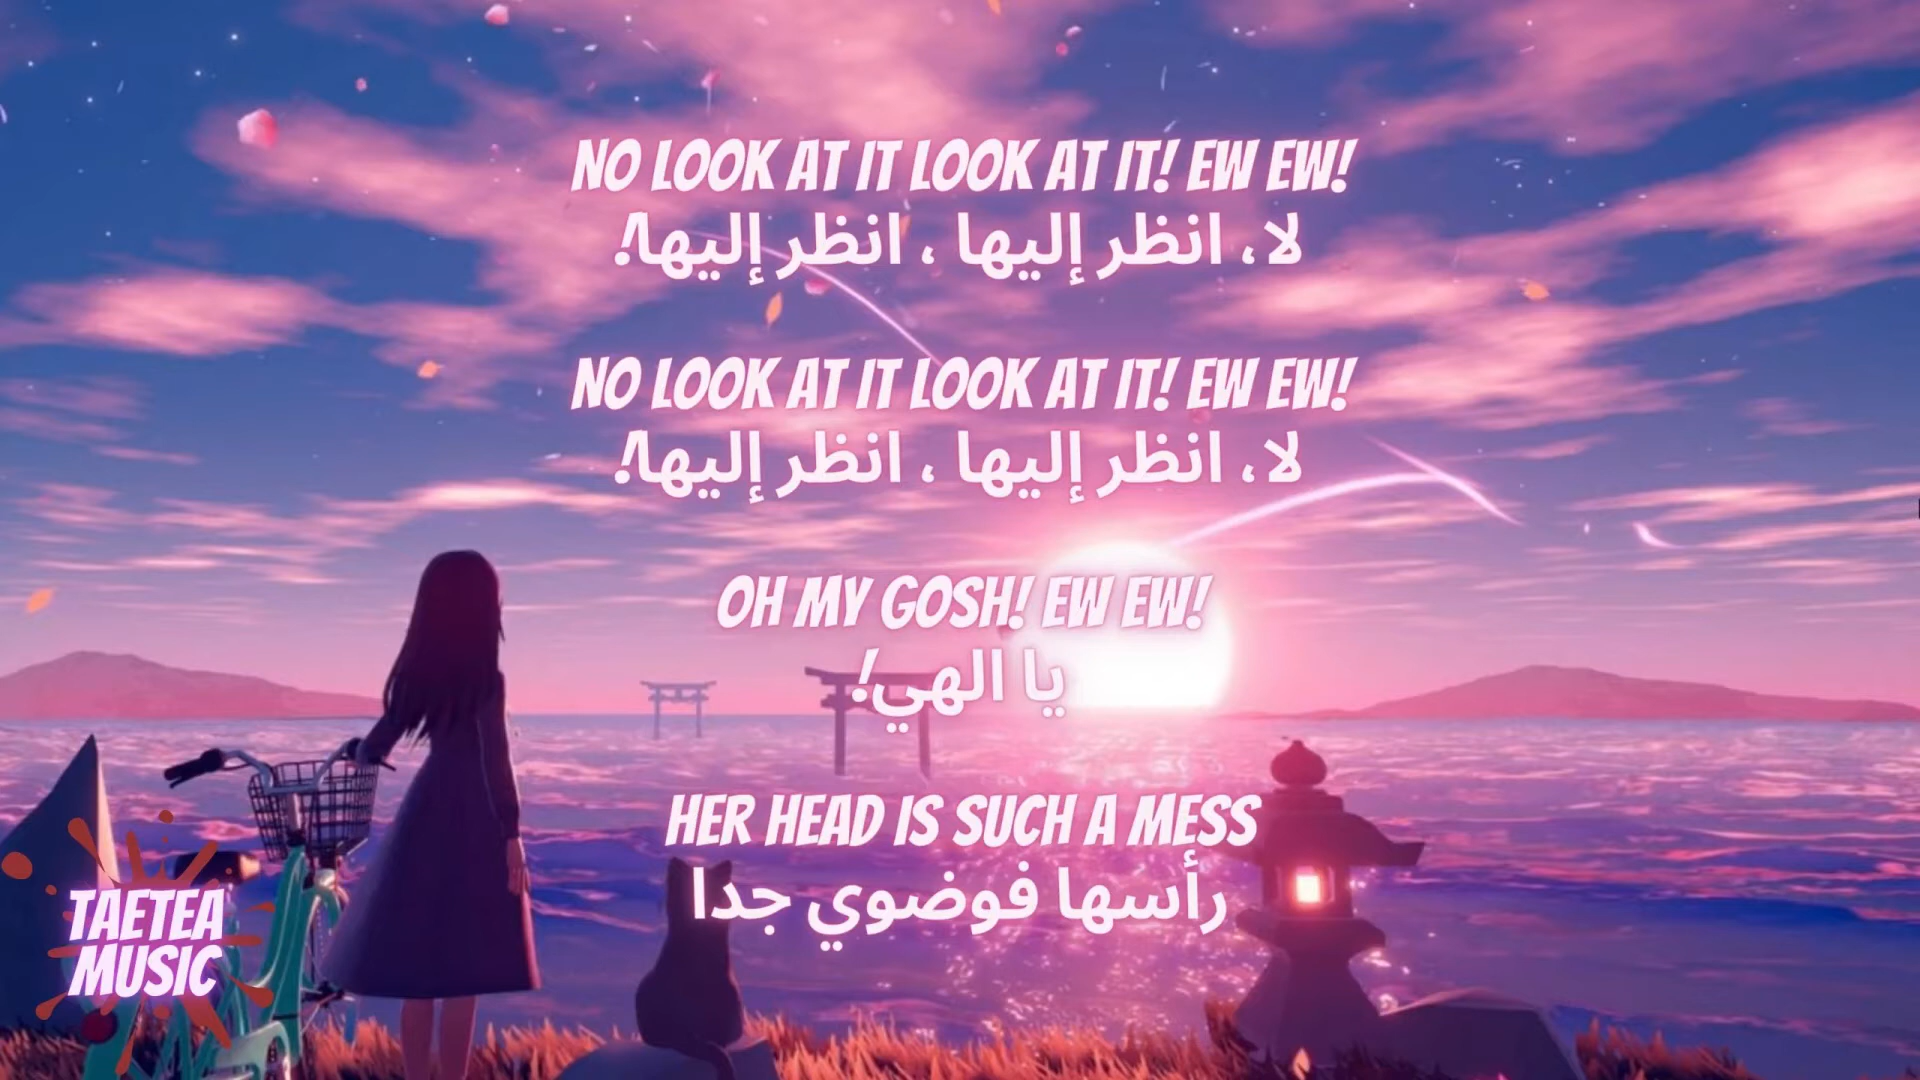 NO LOOK AT IT LOOK AT IT! EW EW!
لا، انظر إليها ، انظر إليها!
NO LOOK AT IT LOOK AT IT! EW EW!
لا، انظر إليها ، انظر إليها!
OH MY GOSH! EW EW!
يا الهي!
HER HEAD IS SUCH A MESS
رأسها فوضوي جدا
TAETEA
MUSIC